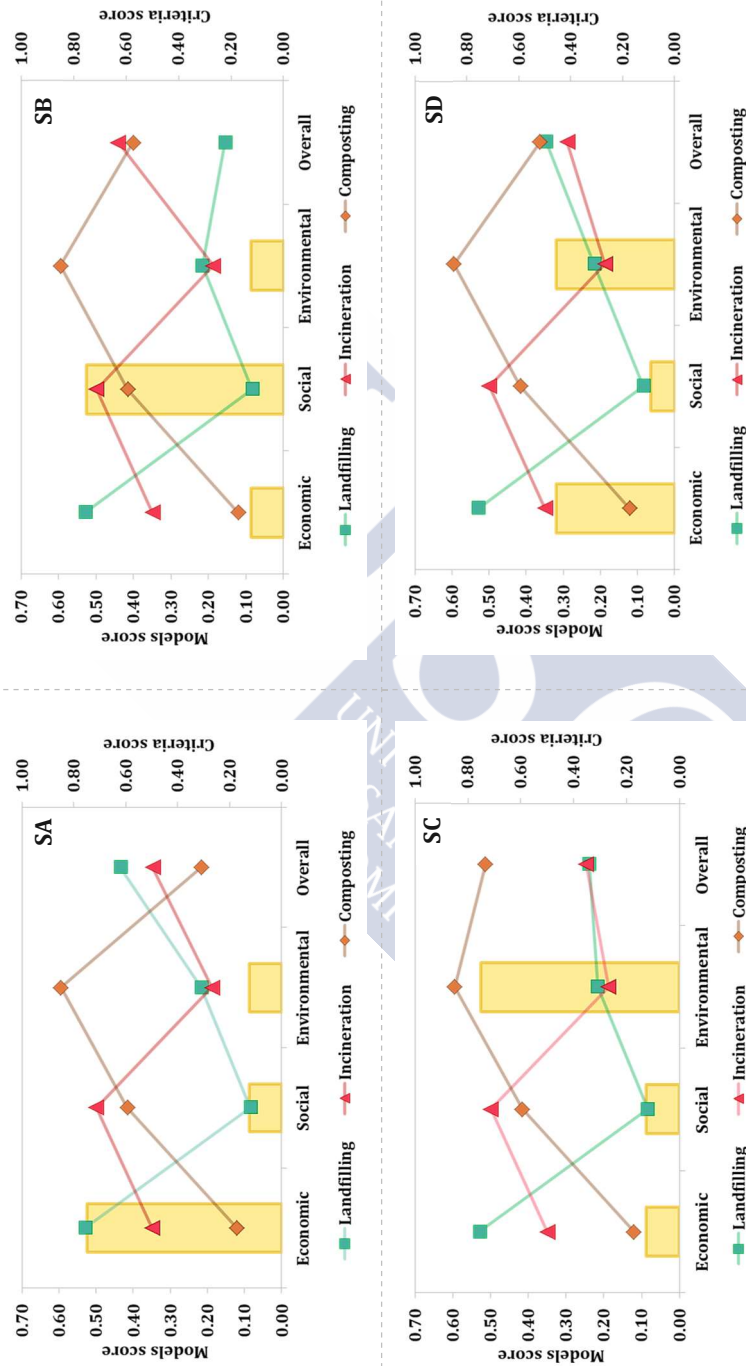 SA
Models score
0.70
0.60
0.50
0.40
0.30
0.20
0.10
0.00
Criteria score
1.00
0.80
0.60
0.40
0.20
0.00
Economic Social Environmental Overall
Landfilling Incineration Composting
SB
Models score
0.70
0.60
0.50
0.40
0.30
0.20
0.10
0.00
Criteria score
1.00
0.80
0.60
0.40
0.20
0.00
Economic Social Environmental Overall
Landfilling Incineration Composting
SC
Models score
0.70
0.60
0.50
0.40
0.30
0.20
0.10
0.00
Criteria score
1.00
0.80
0.60
0.40
0.20
0.00
Economic Social Environmental Overall
Landfilling Incineration Composting
SD
Models score
0.70
0.60
0.50
0.40
0.30
0.20
0.10
0.00
Criteria score
1.00
0.80
0.60
0.40
0.20
0.00
Economic Social Environmental Overall
Landfilling Incineration Composting